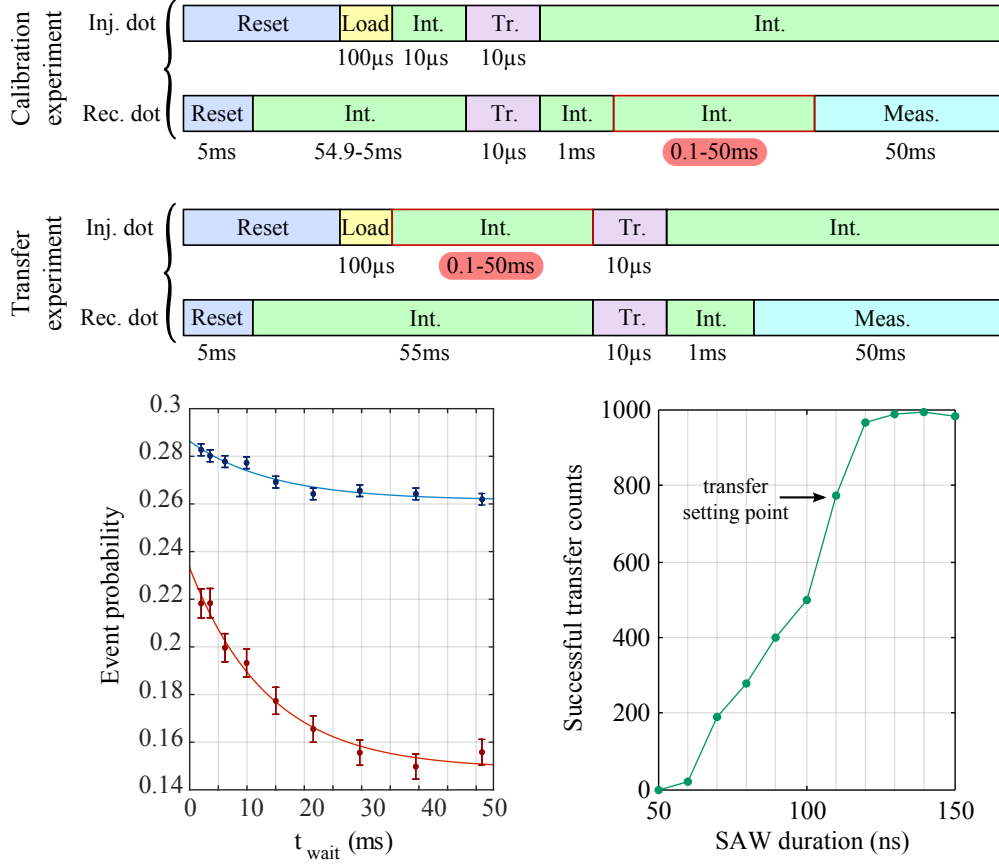 Calibration
experiment
Inj. dot
Reset Load Int. Tr. Int.
100µs 10µs 10µs
Rec. dot
Reset Int. Tr. Int. Int. Meas.
5ms 54.9-5ms 10µs 1ms 0.1-50ms 50ms
Transfer
experiment
Inj. dot
Reset Load Int. Tr. Int.
100µs 0.1-50ms 10µs
Rec. dot
Reset Int. Tr. Int. Meas.
5ms 55ms 10µs 1ms 50ms
Event probability
0.3
0.28
0.26
0.24
0.22
0.2
0.18
0.16
0.14
0 10 20 30 40 50
t wait (ms)
Successful transfer counts
1000
800
600
400
200
0
transfer
setting point
50 100 150
SAW duration (ns)